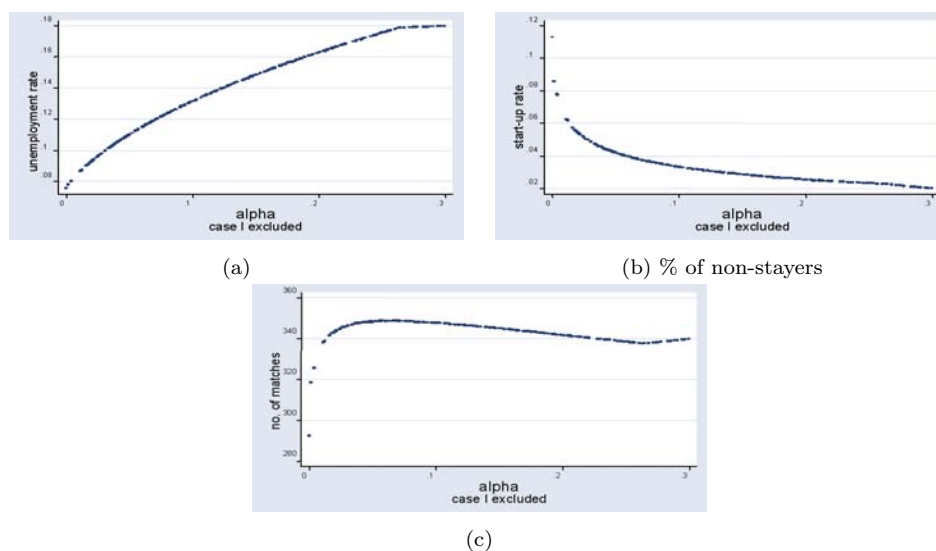 .18
.16
.14
.12
.1
.08
unemployment rate
0 .1 .2 .3
alpha
case I excluded
(a)
.12
.1
.08
.06
.04
.02
start-up rate
0 .1 .2 .3
alpha
case I excluded
(b) % of non-stayers
360
340
320
300
280
no. of matches
0 .1 .2 .3
alpha
case I excluded
(c)